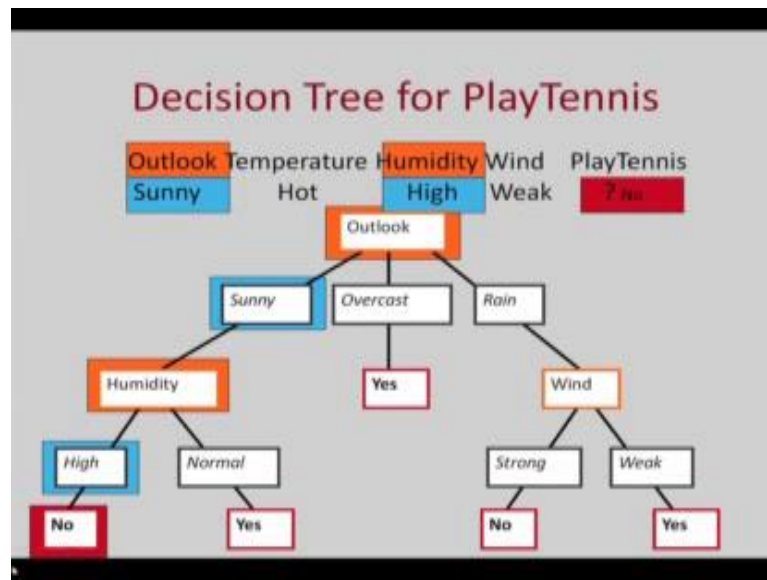 Decision Tree for PlayTennis
Outlook Temperature Humidity Wind PlayTennis
Sunny Hot High Weak ? No
Outlook
Sunny Overcast Rain
Humidity Yes Wind
High Normal Strong Weak
No Yes No Yes